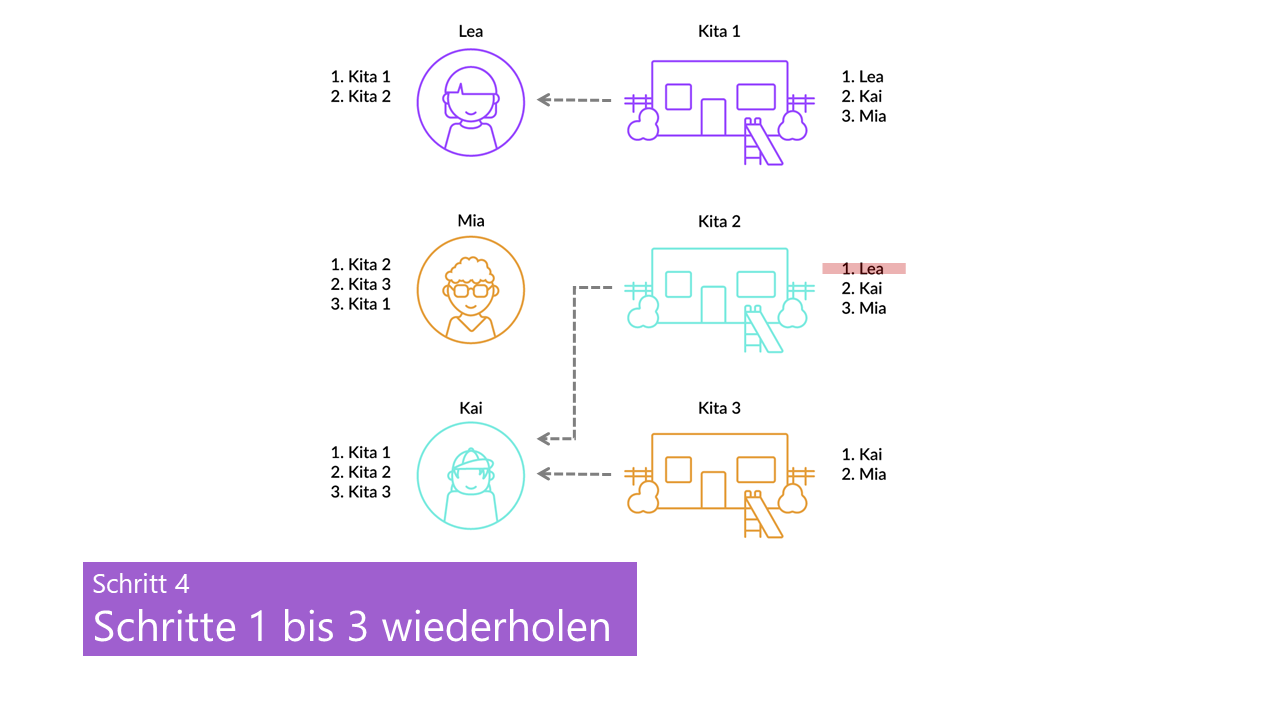 Lea
1. Kita 1
2. Kita 2
Kita 1
1. Lea
2. Kai
3. Mia
Mia
1. Kita 2
2. Kita 3
3. Kita 1
Kita 2
1. Lea
2. Kai
3. Mia
Kai
1. Kita 1
2. Kita 2
3. Kita 3
Kita 3
1. Kai
2. Mia
Schritt 4
Schritte 1 bis 3 wiederholen